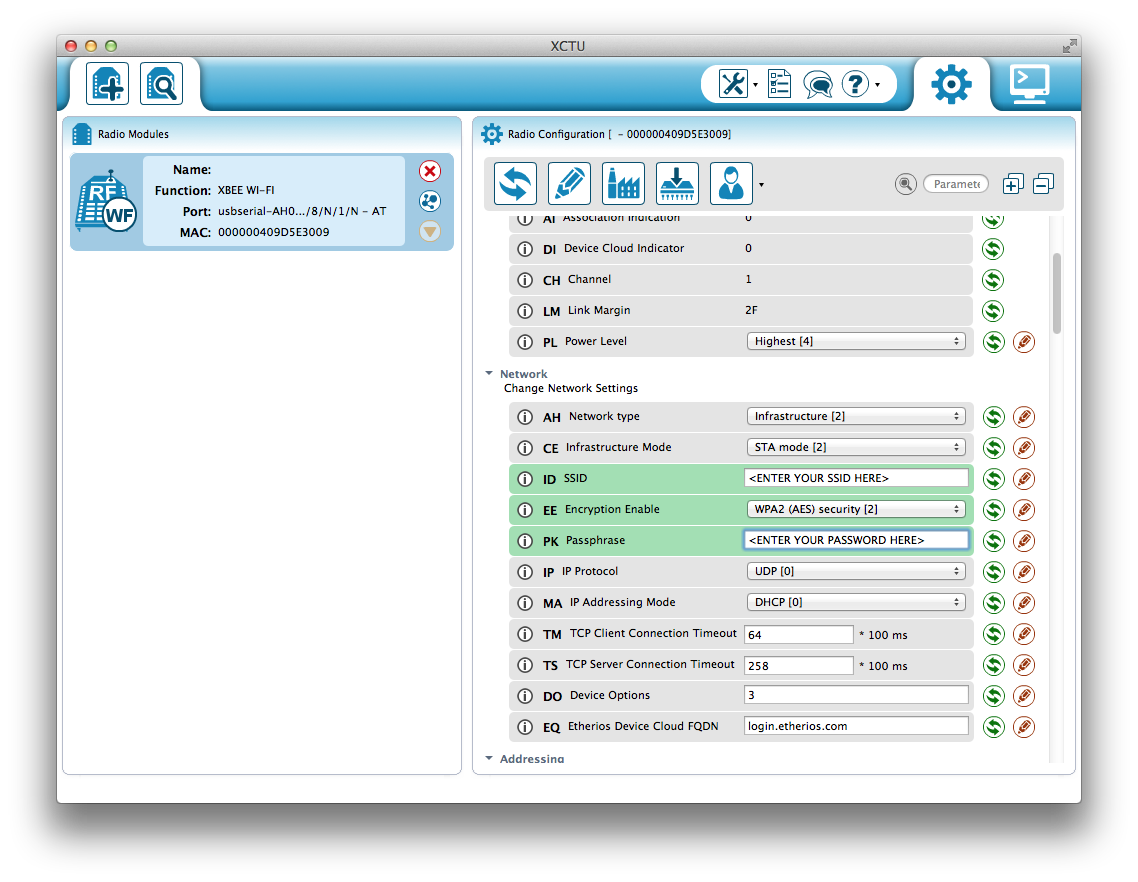 XCTU
Radio Modules
RF
WF
Name:
Function: XBEE WI-FI
Port: usbserial-AH0.../8/N/1/N - AT
MAC: 000000409D5E3009
Radio Configuration [ - 000000409D5E3009]
Paramete
AI Association Indication 0
DI Device Cloud Indicator 0
CH Channel 1
LM Link Margin 2F
PL Power Level Highest [4]
Network
Change Network Settings
AH Network type Infrastructure [2]
CE Infrastructure Mode STA mode [2]
ID SSID <ENTER YOUR SSID HERE>
EE Encryption Enable WPA2 (AES) security [2]
PK Passphrase <ENTER YOUR PASSWORD HERE>
IP IP Protocol UDP [0]
MA IP Addressing Mode DHCP [0]
TM TCP Client Connection Timeout 64 * 100 ms
TS TCP Server Connection Timeout 258 * 100 ms
DO Device Options 3
EQ Etherios Device Cloud FQDN login.etherios.com
Addressing